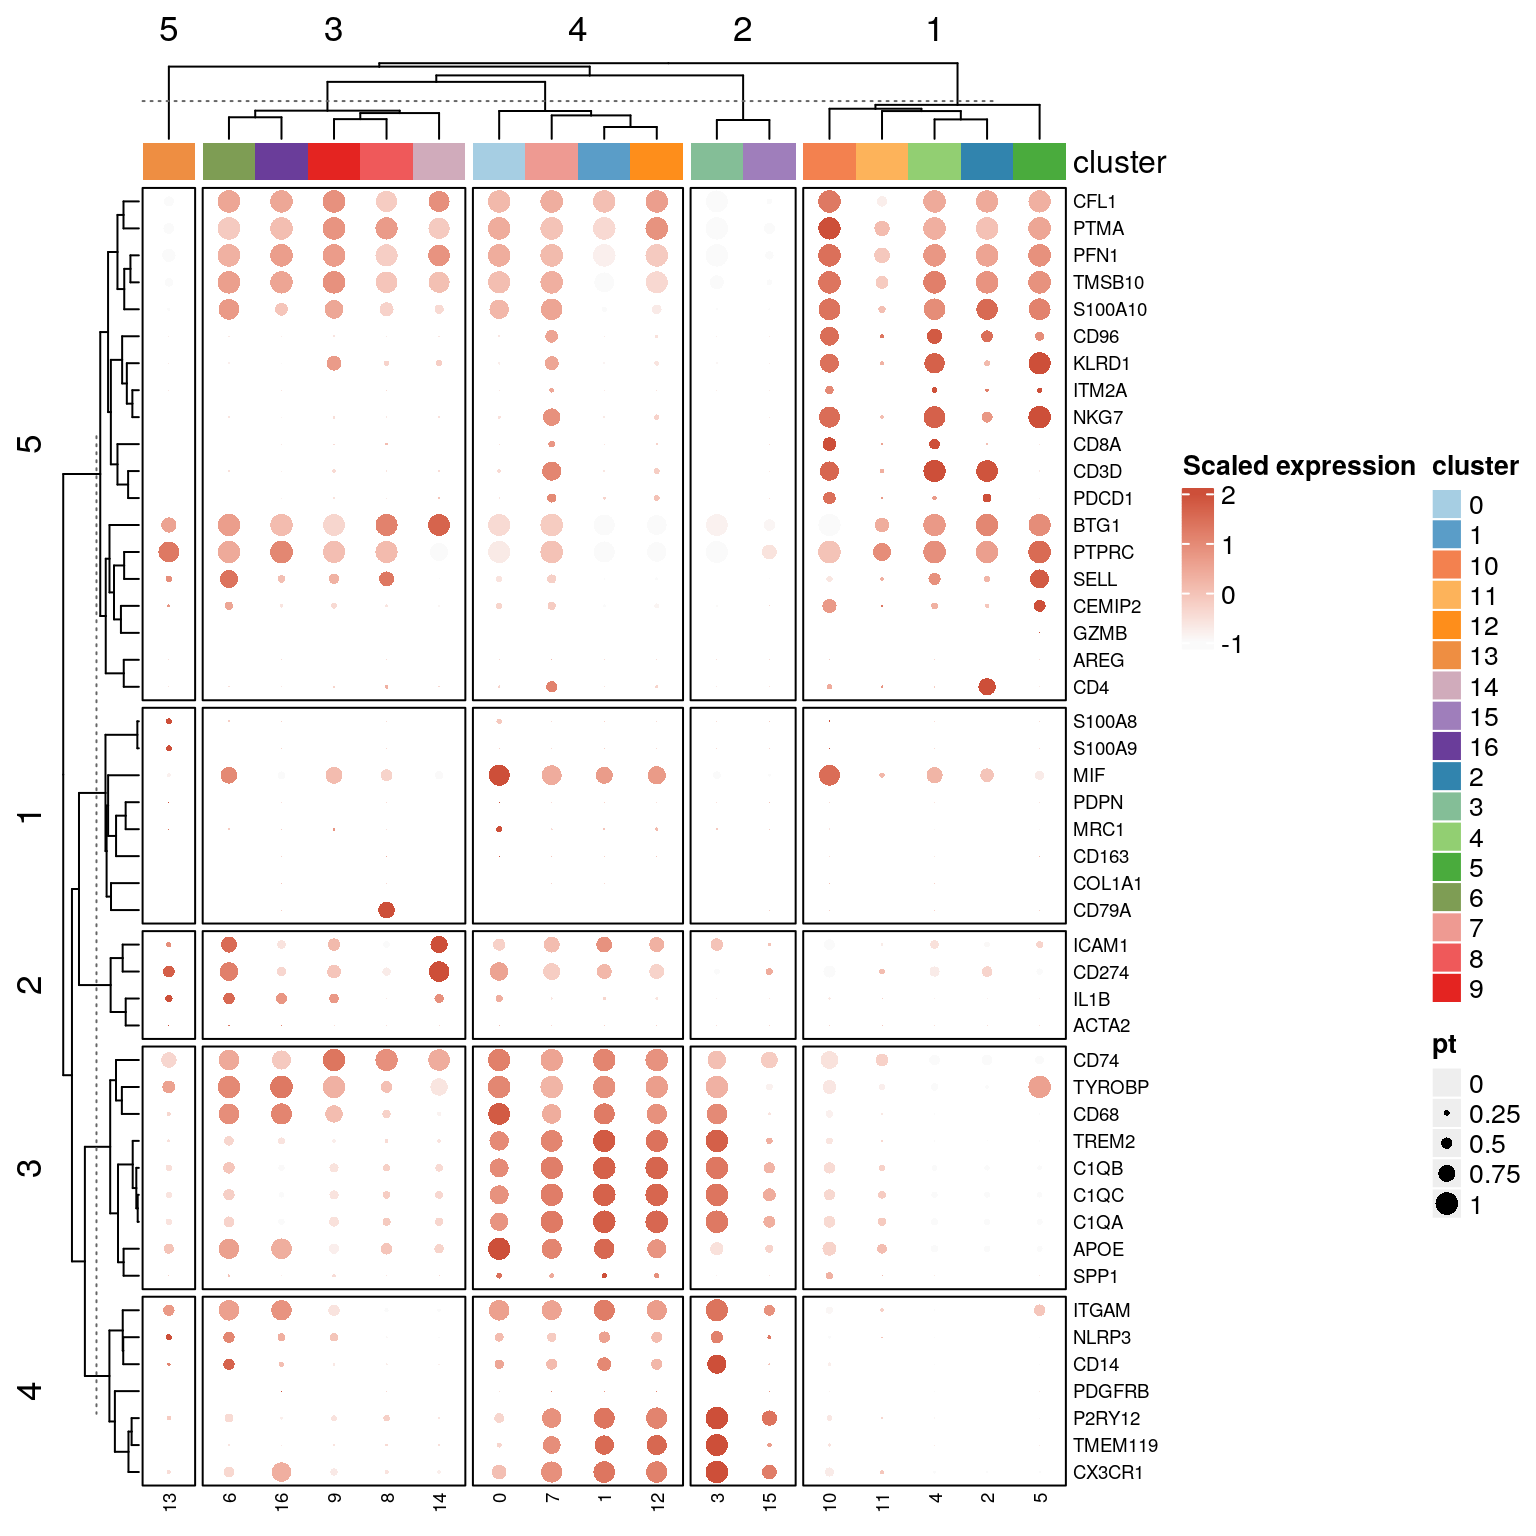 5 3 4 2 1
cluster
5
CFL1
PTMA
PFN1
TMSB10
S100A10
CD96
KLRD1
ITM2A
NKG7
CD8A
CD3D
PDCD1
BTG1
PTPRC
SELL
CEMIP2
GZMB
AREG
CD4
1
S100A8
S100A9
MIF
PDPN
MRC1
CD163
COL1A1
CD79A
2
ICAM1
CD274
IL1B
ACTA2
3
CD74
TYROBP
CD68
TREM2
C1QB
C1QC
C1QA
APOE
SPP1
4
ITGAM
NLRP3
CD14
PDGFRB
P2RY12
TMEM119
CX3CR1
13 6 16 9 8 14 0 7 1 12 3 15 10 11 4 2 5
Scaled expression
2
1
0
-1
cluster
0
1
10
11
12
13
14
15
16
2
3
4
5
6
7
8
9
pt
0
0.25
0.5
0.75
1